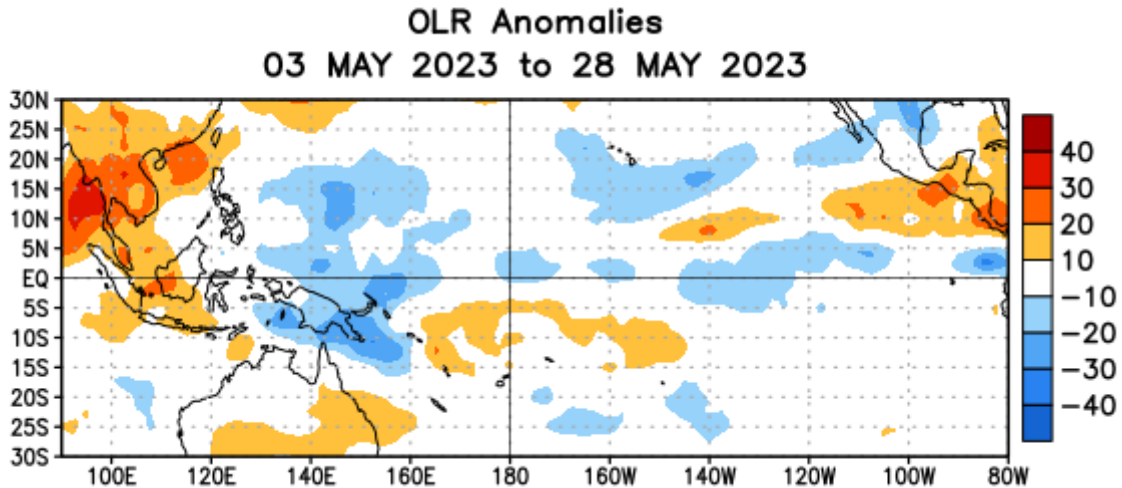 OLR Anomalies
03 MAY 2023 to 28 MAY 2023
30N
25N
20N
15N
10N
5N
EQ
5S
10S
15S
20S
25S
30S
100E 120E 140E 160E 180 160W 140W 120W 100W 80W
40
30
20
10
-10
-20
-30
-40